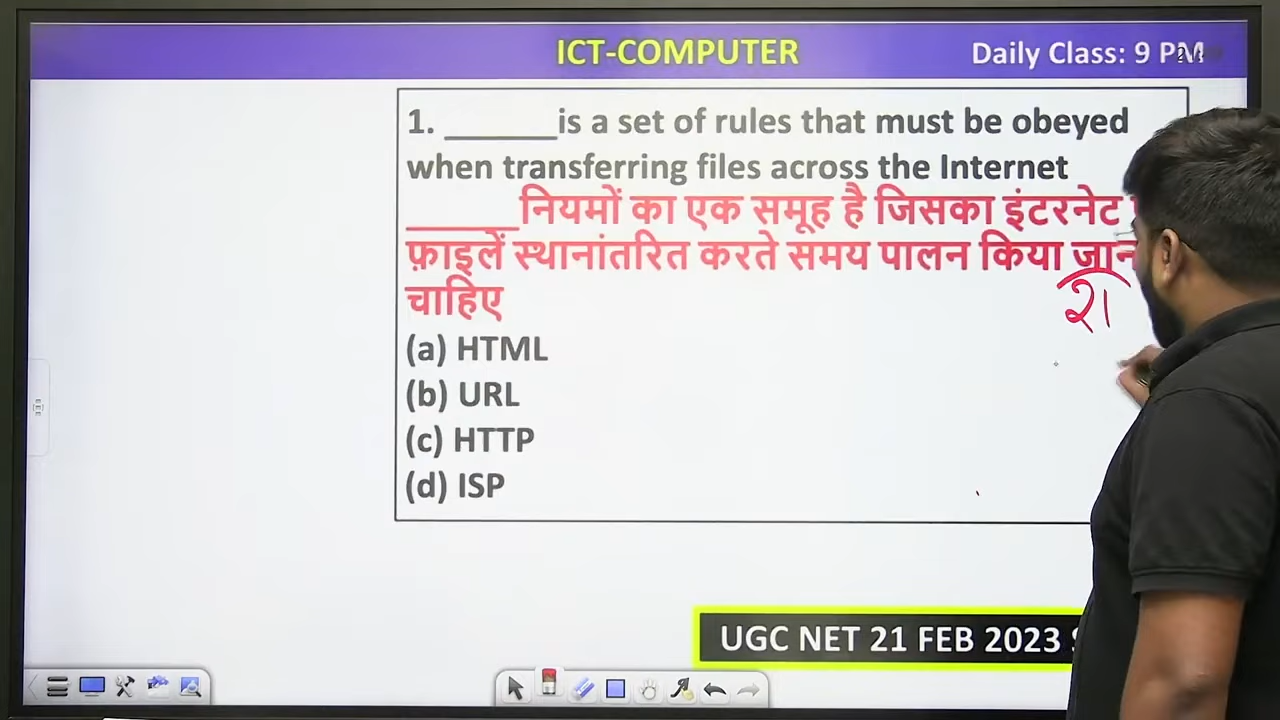 ICT-COMPUTER
Daily Class: 9 PM
1. ______is a set of rules that must be obeyed
when transferring files across the Internet
______नियमों का एक समूह है जिसका इंटरनेट
फ़ाइलें स्थानांतरित करते समय पालन किया
चाहिए
(a) HTML
(b) URL
(c) HTTP
(d) ISP
UGC NET 21 FEB 2023